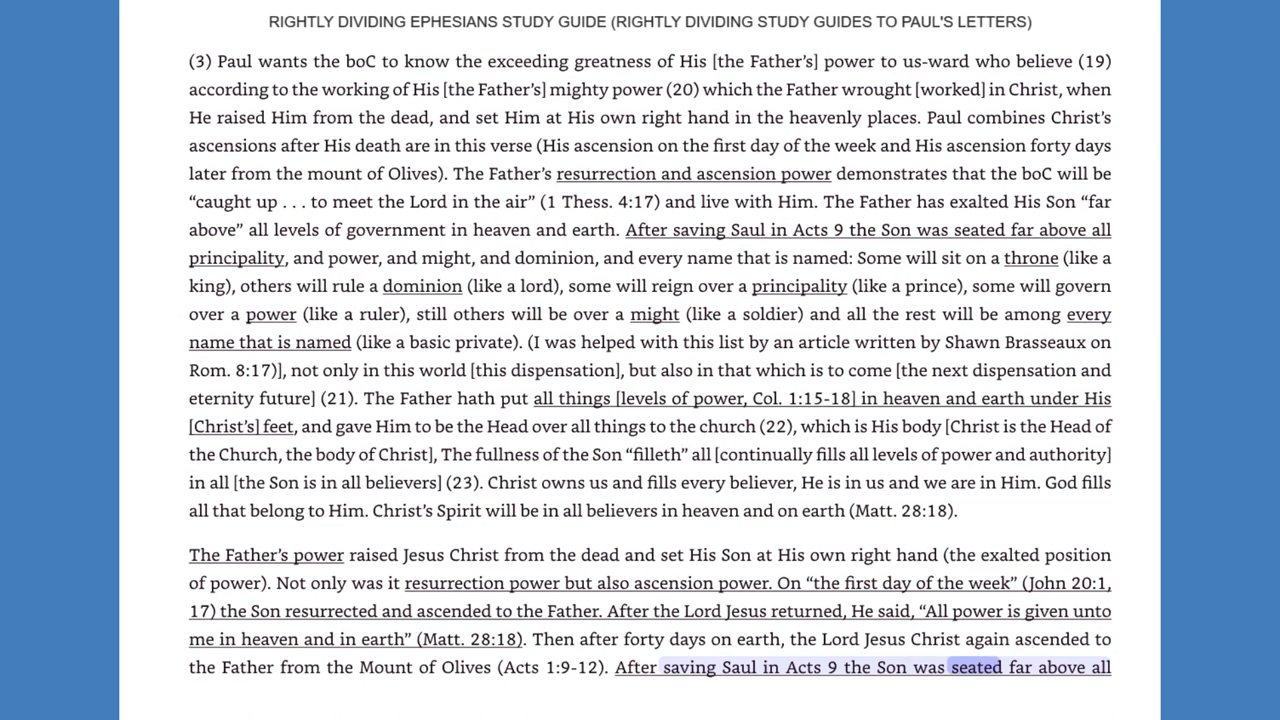 RIGHTLY DIVIDING EPHESIANS STUDY GUIDE (RIGHTLY DIVIDING STUDY GUIDES TO PAUL'S LETTERS)
(3) Paul wants the boC to know the exceeding greatness of His [the Father's] power to us-ward who believe (19)
according to the working of His [the Father's] mighty power (20) which the Father wrought [worked] in Christ, when
He raised Him from the dead, and set Him at His own right hand in the heavenly places. Paul combines Christ's
ascensions after His death are in this verse (His ascension on the first day of the week and His ascension forty days
later from the mount of Olives). The Father's resurrection and ascension power demonstrates that the boC will be
“caught up . . . to meet the Lord in the air” (1 Thess. 4:17) and live with Him. The Father has exalted His Son “far
above” all levels of government in heaven and earth. After saving Saul in Acts 9 the Son was seated far above all
principality, and power, and might, and dominion, and every name that is named: Some will sit on a throne (like a
king), others will rule a dominion (like a lord), some will reign over a principality (like a prince), some will govern
over a power (like a ruler), still others will be over a might (like a soldier) and all the rest will be among every
name that is named (like a basic private). (I was helped with this list by an article written by Shawn Brasseaux on
Rom. 8:17)], not only in this world [this dispensation], but also in that which is to come [the next dispensation and
eternity future] (21). The Father hath put all things [levels of power, Col. 1:15-18] in heaven and earth under His
[Christ's] feet, and gave Him to be the Head over all things to the church (22), which is His body [Christ is the Head of
the Church, the body of Christ], The fullness of the Son “filleth” all [continually fills all levels of power and authority]
in all [the Son is in all believers] (23). Christ owns us and fills every believer, He is in us and we are in Him. God fills
all that belong to Him. Christ's Spirit will be in all believers in heaven and on earth (Matt. 28:18).
The Father's power raised Jesus Christ from the dead and set His Son at His own right hand (the exalted position
of power). Not only was it resurrection power but also ascension power. On “the first day of the week” (John 20:1,
17) the Son resurrected and ascended to the Father. After the Lord Jesus returned, He said, “All power is given unto
me in heaven and in earth” (Matt. 28:18). Then after forty days on earth, the Lord Jesus Christ again ascended to
the Father from the Mount of Olives (Acts 1:9-12). After saving Saul in Acts 9 the Son was seated far above all